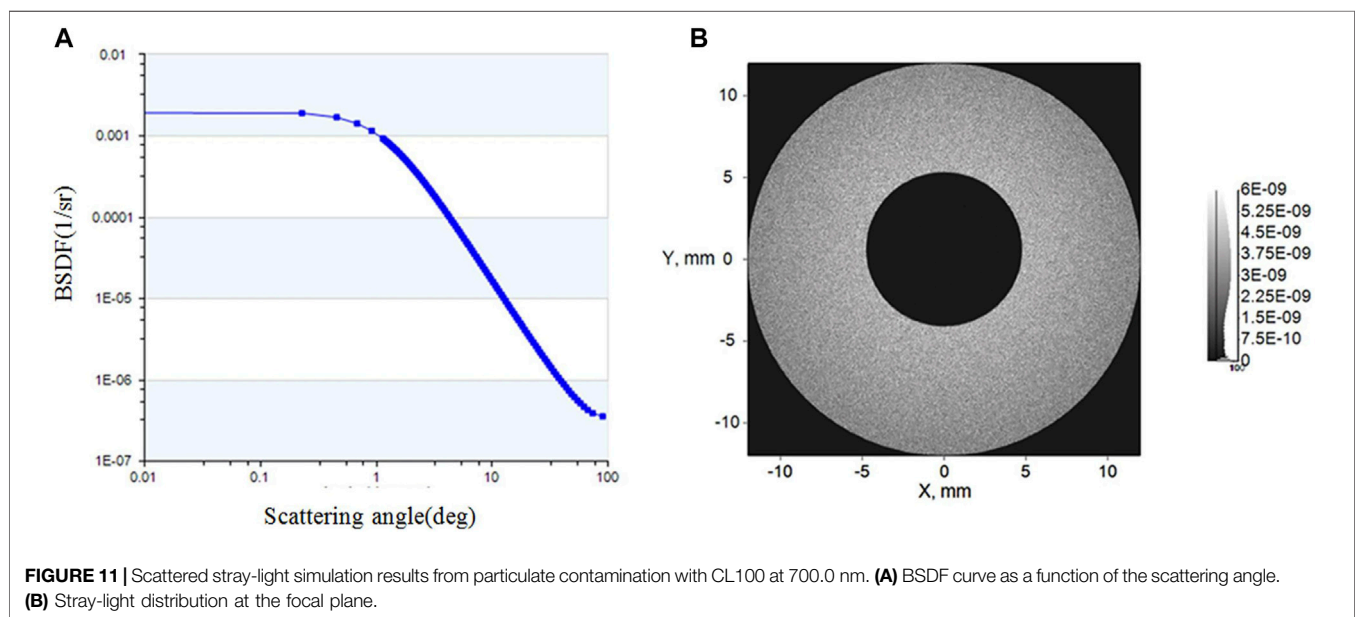 A
0.01
0.001
0.0001
1E-05
1E-06
1E-07
BSDF(1/sr)
0.01 0.1 1 10 100
Scattering angle(deg)
B
10
5
Y, mm 0
-5
-10
-10 -5 0 5 10
X, mm
6E-09
5.25E-09
4.5E-09
3.75E-09
3E-09
2.25E-09
1.5E-09
7.5E-10
0
100
FIGURE 11 | Scattered stray-light simulation results from particulate contamination with CL100 at 700.0 nm. (A) BSDF curve as a function of the scattering angle.
(B) Stray-light distribution at the focal plane.